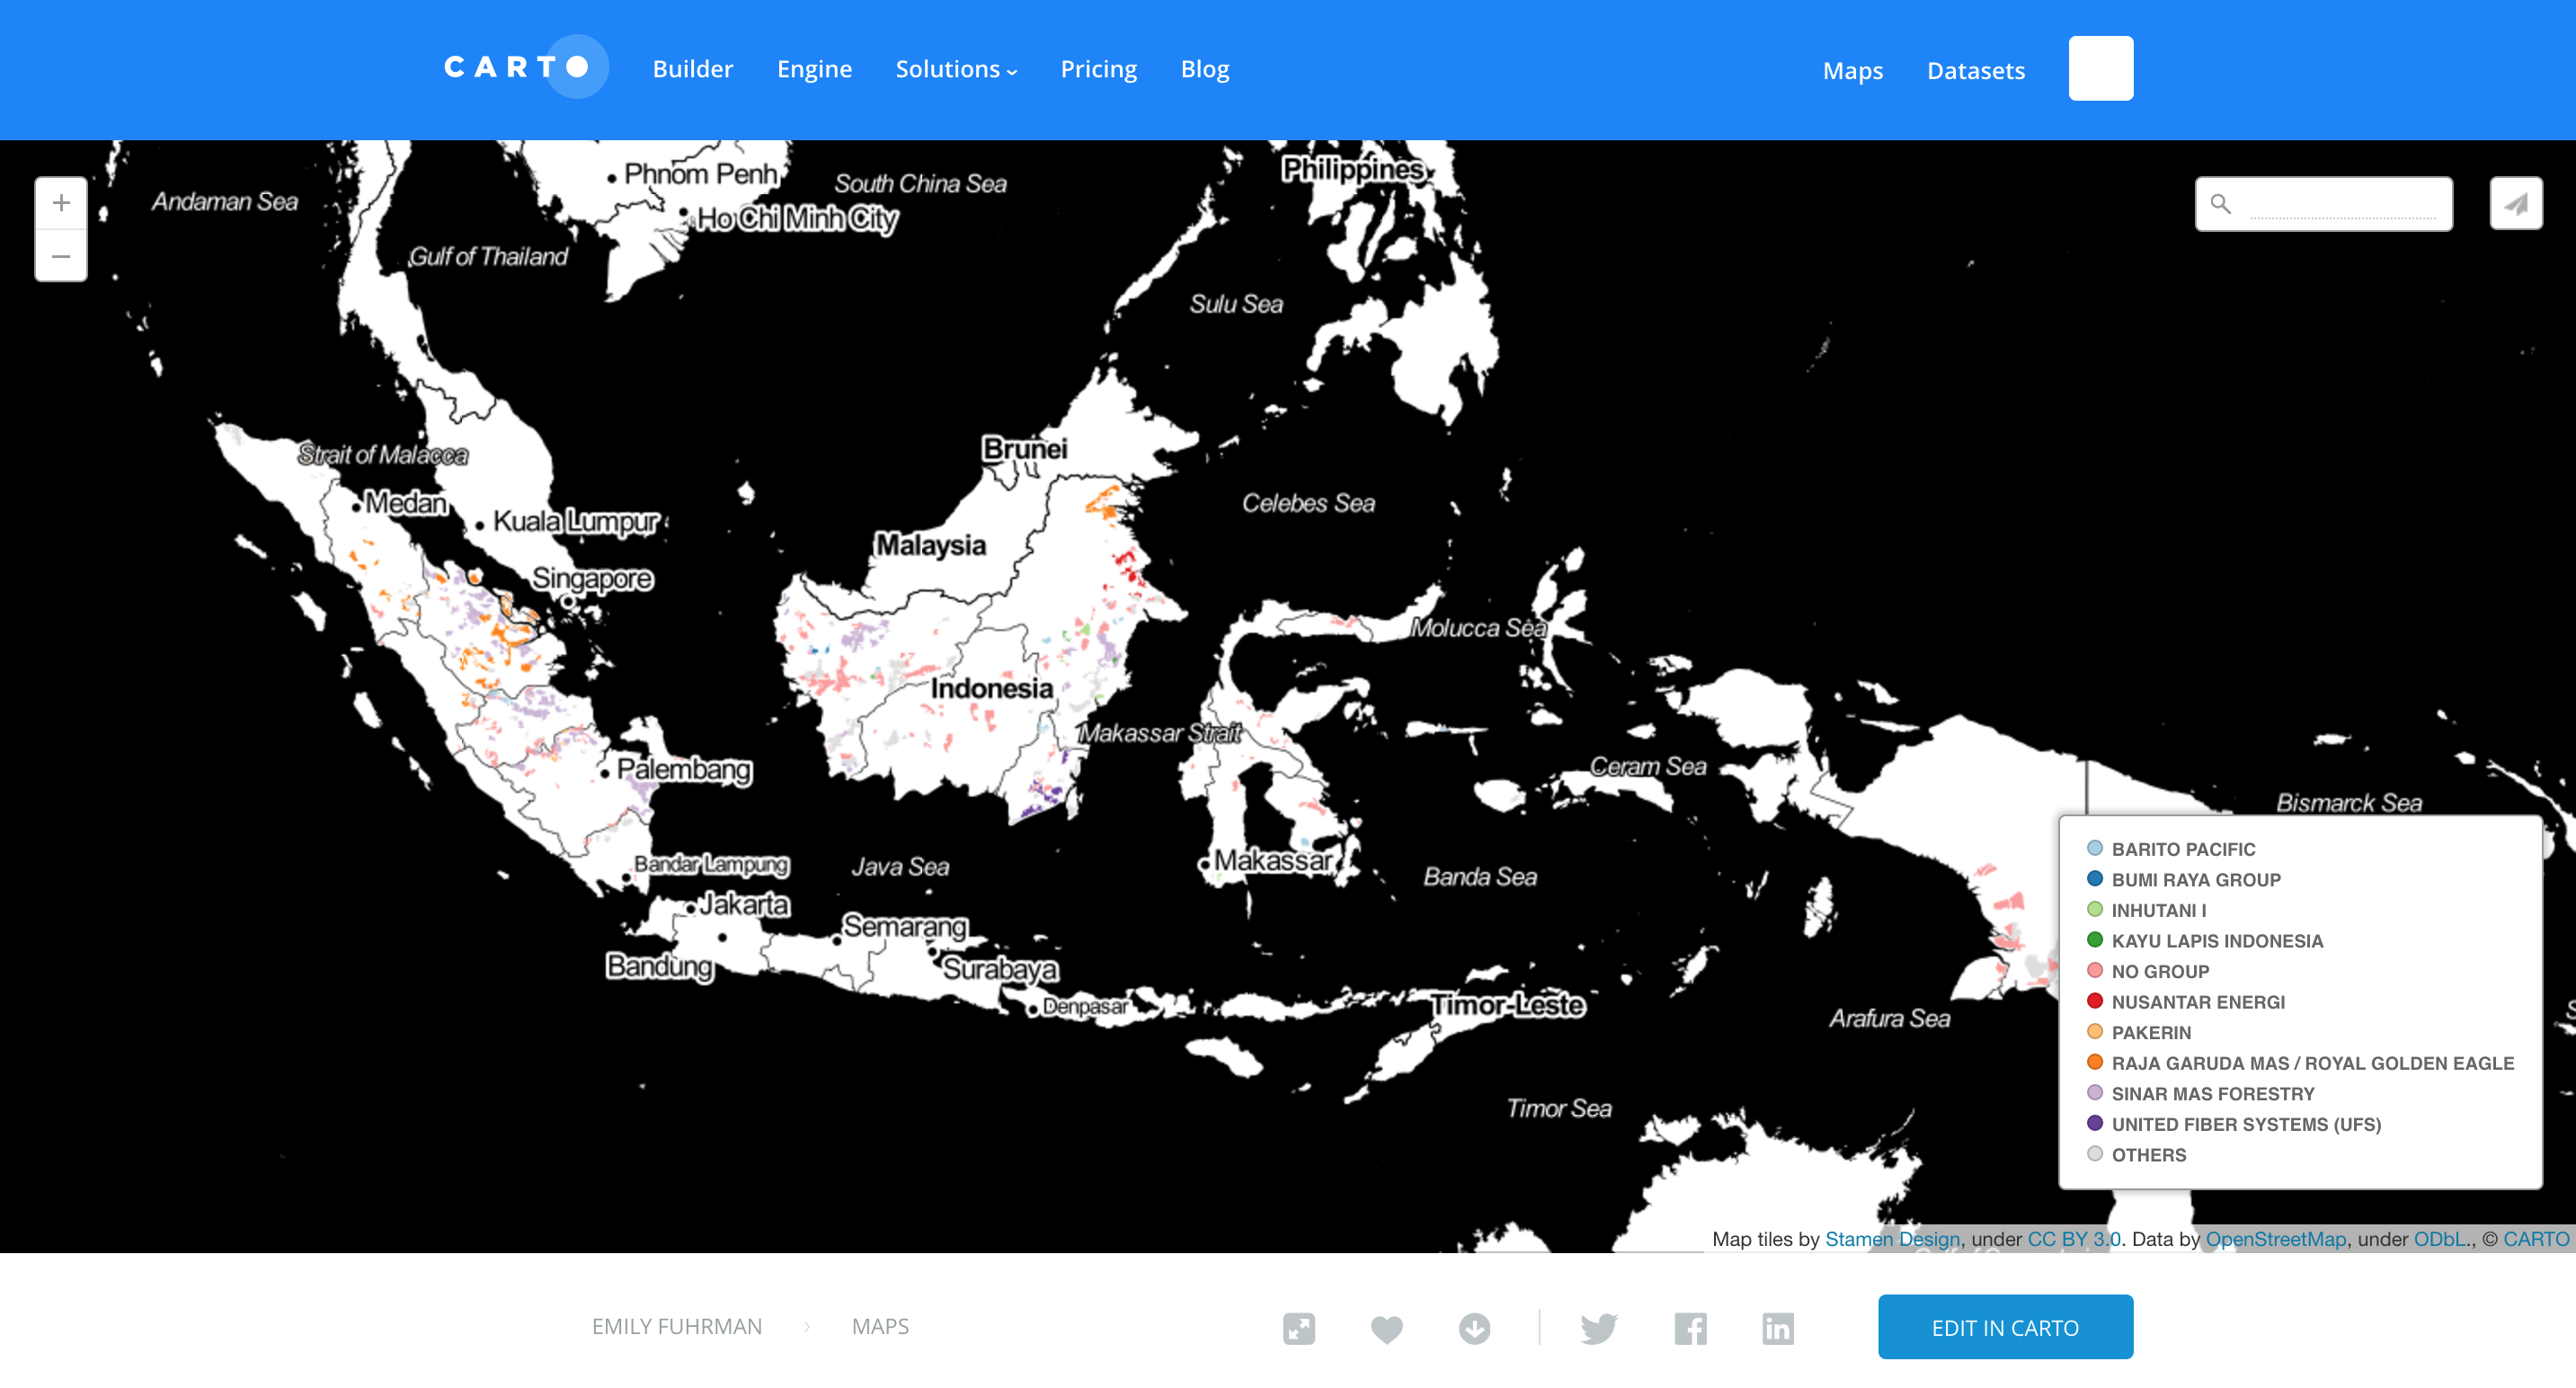 CARTO
Builder
Engine
Solutions
Pricing
Blog
Maps
Datasets
Andaman Sea
Phnom Penh
South China Sea
Philippines
Ho Chi Minh City
Gulf of Thailand
Sulu Sea
Strait of Malacca
Brunei
Medan
Kuala Lumpur
Celebes Sea
Malaysia
Singapore
Molucca Sea
Indonesia
Makassar Strait
Palembang
Ceram Sea
Bismarck Sea
Bandar Lampung
Java Sea
Makassar
Banda Sea
Jakarta
Semarang
Bandung
Surabaya
Denpasar
Timor-Leste
Arafura Sea
Timor Sea
BARITO PACIFIC
BUMI RAYA GROUP
INHUTANI I
KAYU LAPIS INDONESIA
NO GROUP
NUSANTAR ENERGI
PAKERIN
RAJA GARUDA MAS / ROYAL GOLDEN EAGLE
SINAR MAS FORESTRY
UNITED FIBER SYSTEMS (UFS)
OTHERS
Map tiles by Stamen Design, under CC BY 3.0. Data by OpenStreetMap, under ODbL., © CARTO
EMILY FUHRMAN
MAPS
EDIT IN CARTO